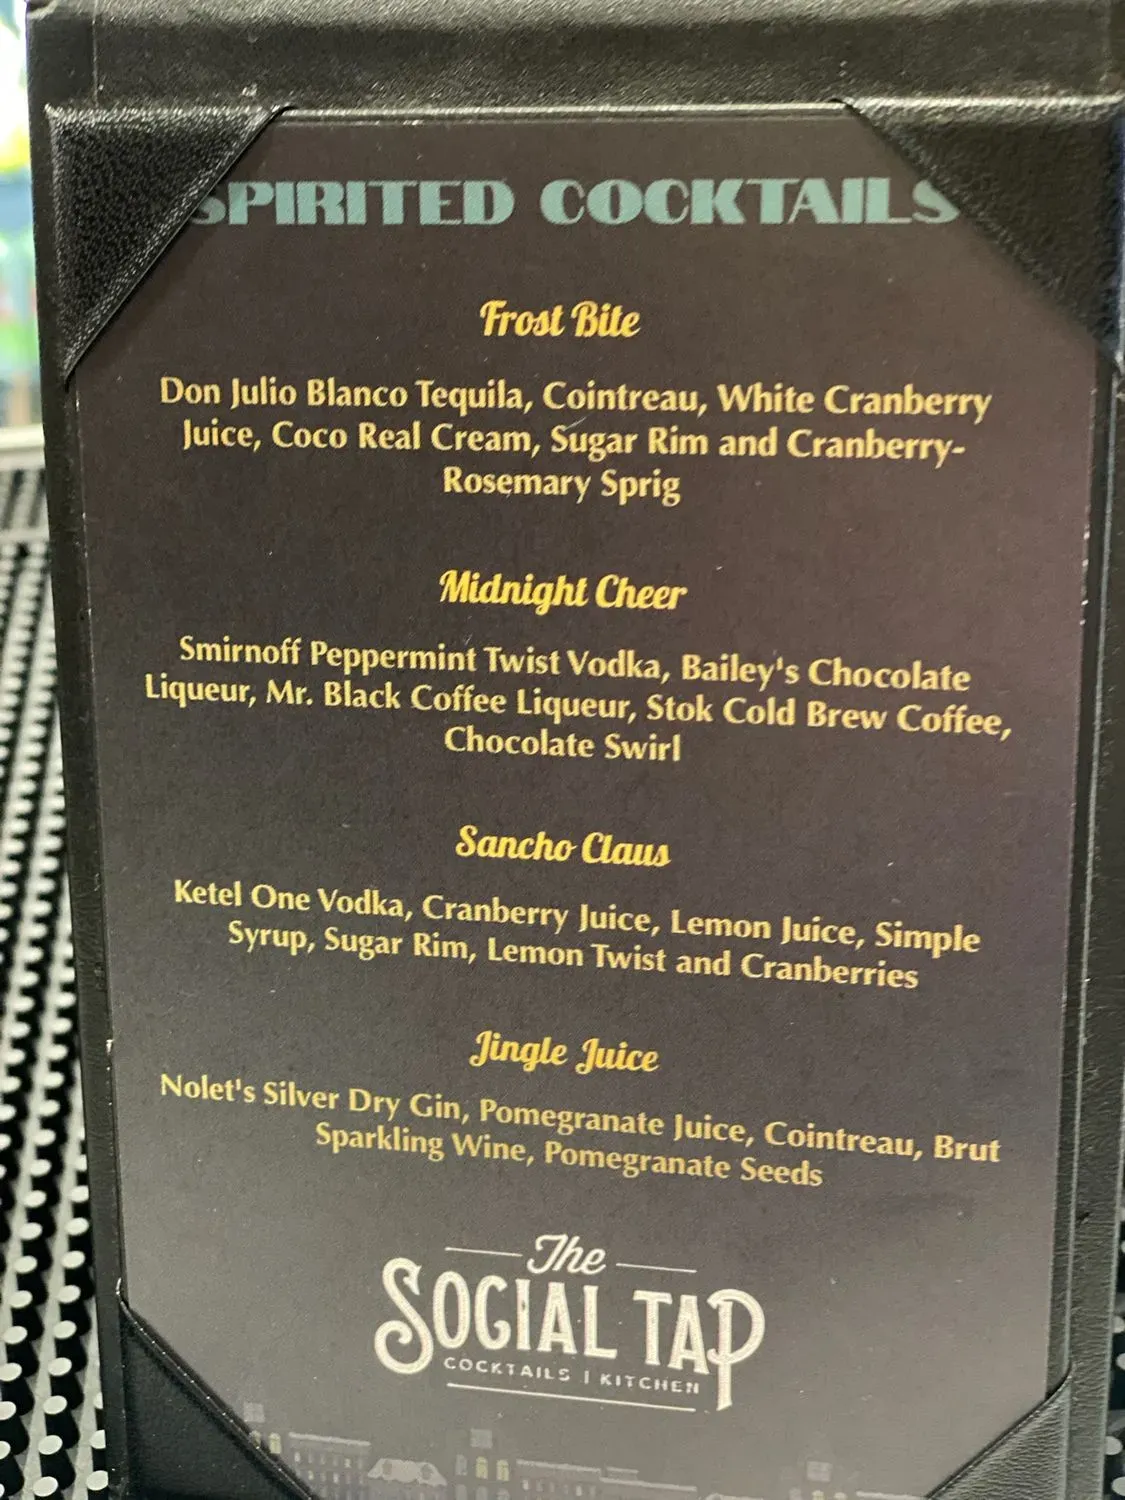 SPIRITED COCKTAILS
Frost Bite
Don Julio Blanco Tequila, Cointreau, White Cranberry
Juice, Coco Real Cream, Sugar Rim and Cranberry-
Rosemary Sprig
Midnight Cheer
Smirnoff Peppermint Twist Vodka, Bailey's Chocolate
Liqueur, Mr. Black Coffee Liqueur, Stok Cold Brew Coffee,
Chocolate Swirl
Sancho Claus
Ketel One Vodka, Cranberry Juice, Lemon Juice, Simple
Syrup, Sugar Rim, Lemon Twist and Cranberries
Jingle Juice
Nolet's Silver Dry Gin, Pomegranate Juice, Cointreau, Brut
Sparkling Wine, Pomegranate Seeds
The
SOCIAL TAP
COCKTAILS | KITCHEN